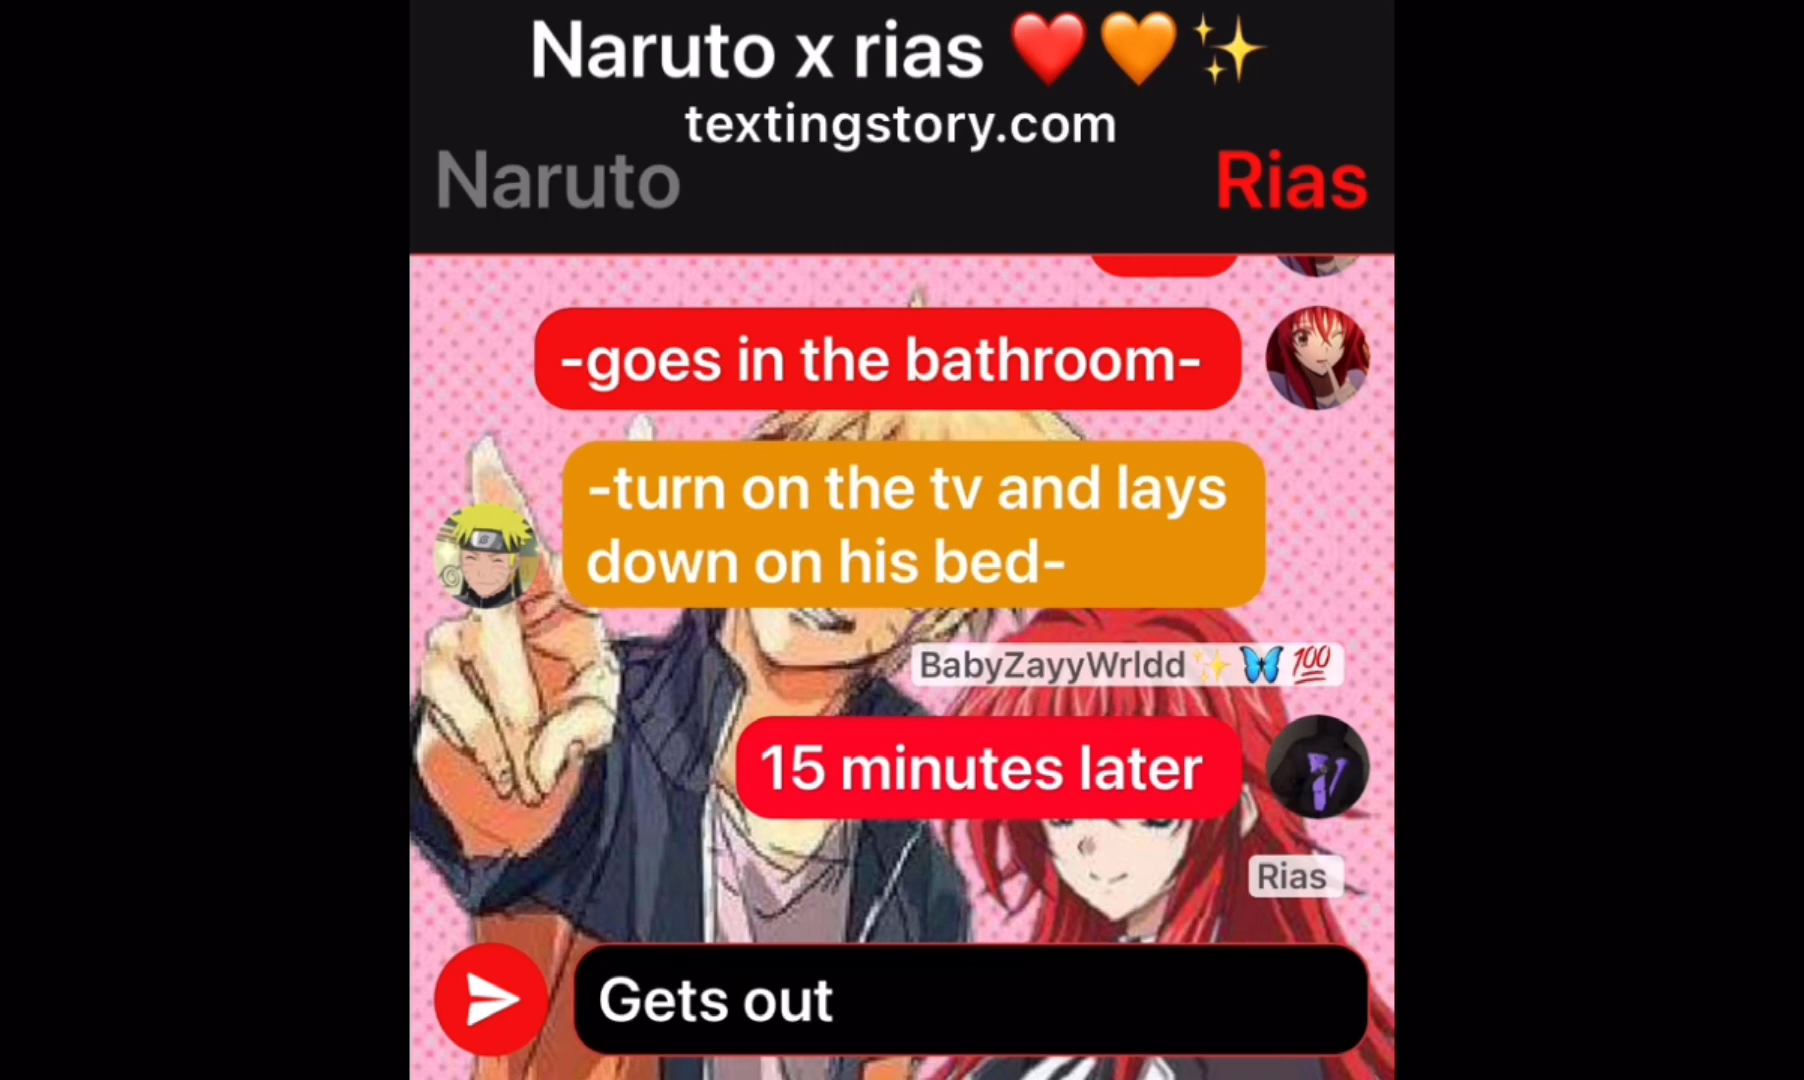 Naruto x rias ❤️🧡✨
textingstory.com
Naruto
Rias
-goes in the bathroom-
-turn on the tv and lays
down on his bed-
BabyZayyWrldd✨🦋💯
15 minutes later
Rias
Gets out